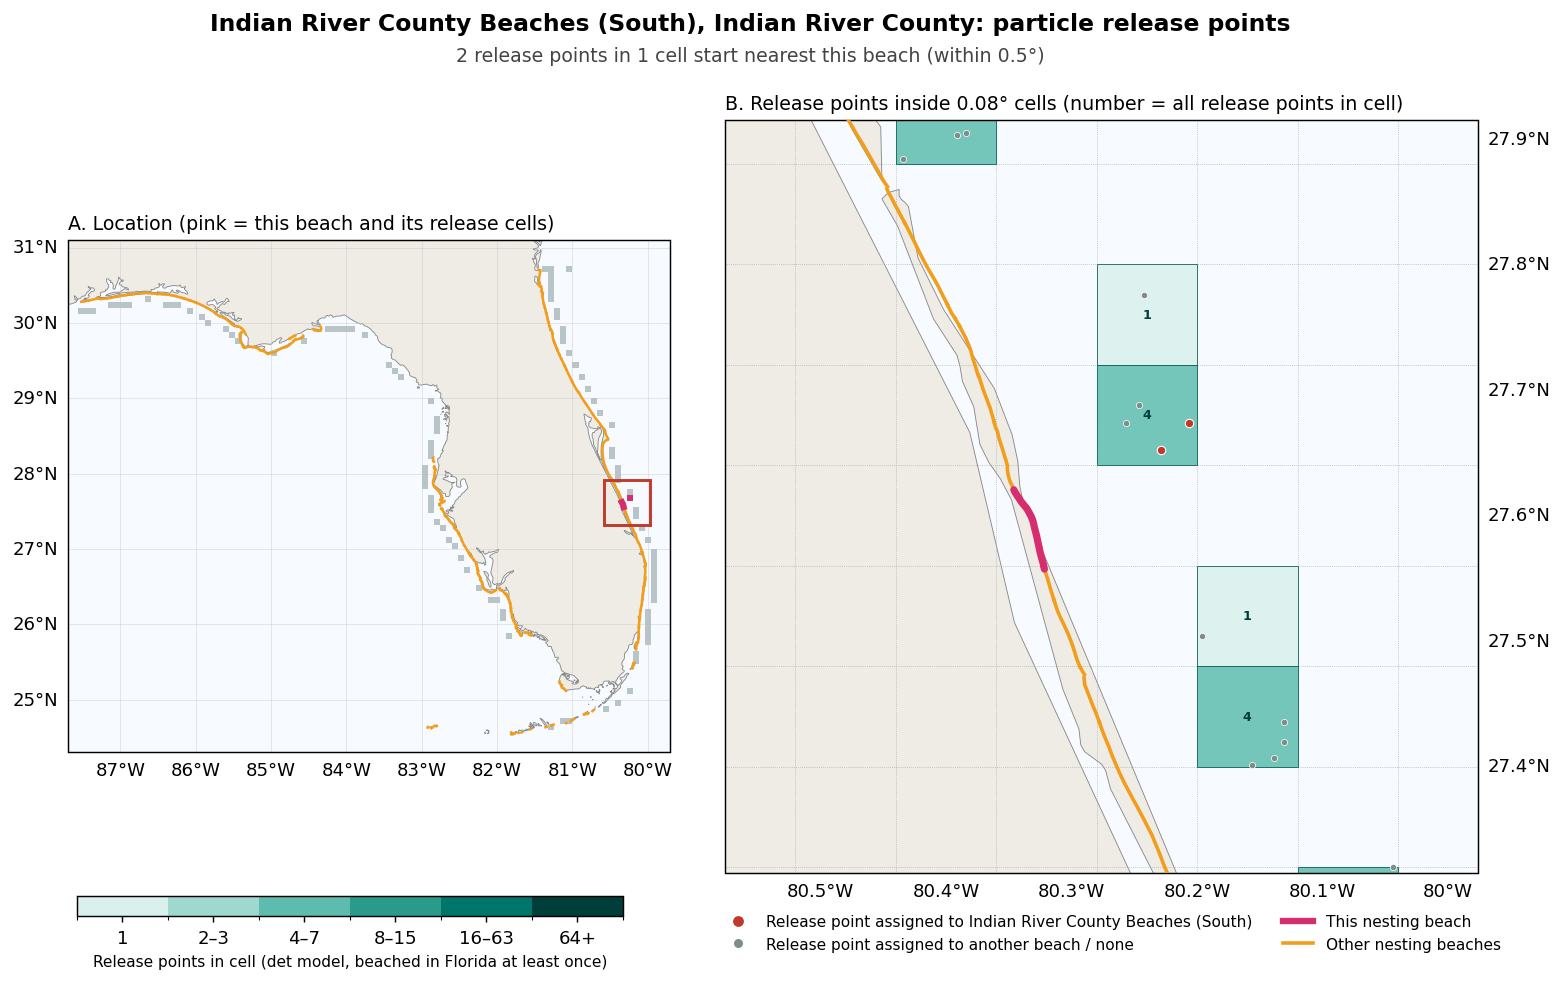 Indian River County Beaches (South), Indian River County: particle release points
2 release points in 1 cell start nearest this beach (within 0.5°)
A. Location (pink = this beach and its release cells)
31°N
30°N
29°N
28°N
27°N
26°N
25°N
87°W 86°W 85°W 84°W 83°W 82°W 81°W 80°W
1 2–3 4–7 8–15 16–63 64+
Release points in cell (det model, beached in Florida at least once)
B. Release points inside 0.08° cells (number = all release points in cell)
1
4
1
4
27.9°N
27.8°N
27.7°N
27.6°N
27.5°N
27.4°N
80.5°W 80.4°W 80.3°W 80.2°W 80.1°W 80°W
Release point assigned to Indian River County Beaches (South)
Release point assigned to another beach / none
This nesting beach
Other nesting beaches